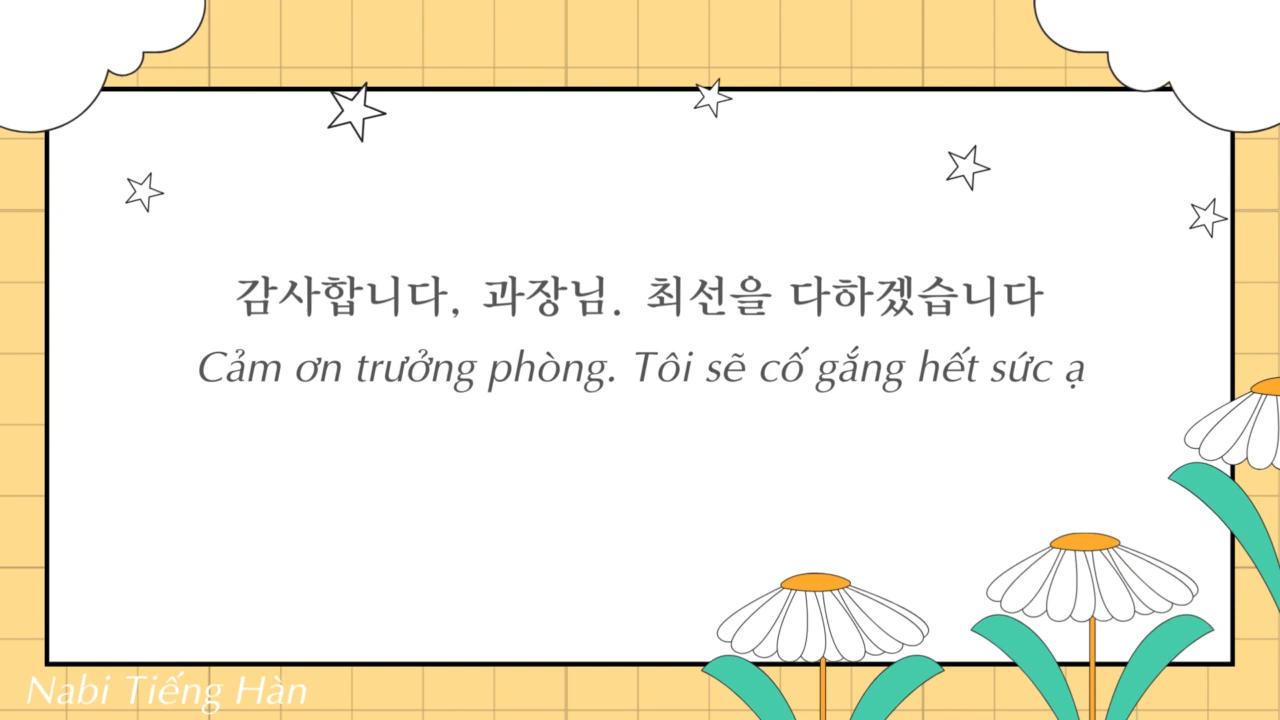 감사합니다, 과장님. 최선을 다하겠습니다
Cảm ơn trưởng phòng. Tôi sẽ cố gắng hết sức ạ
Nabi Tiếng Hàn